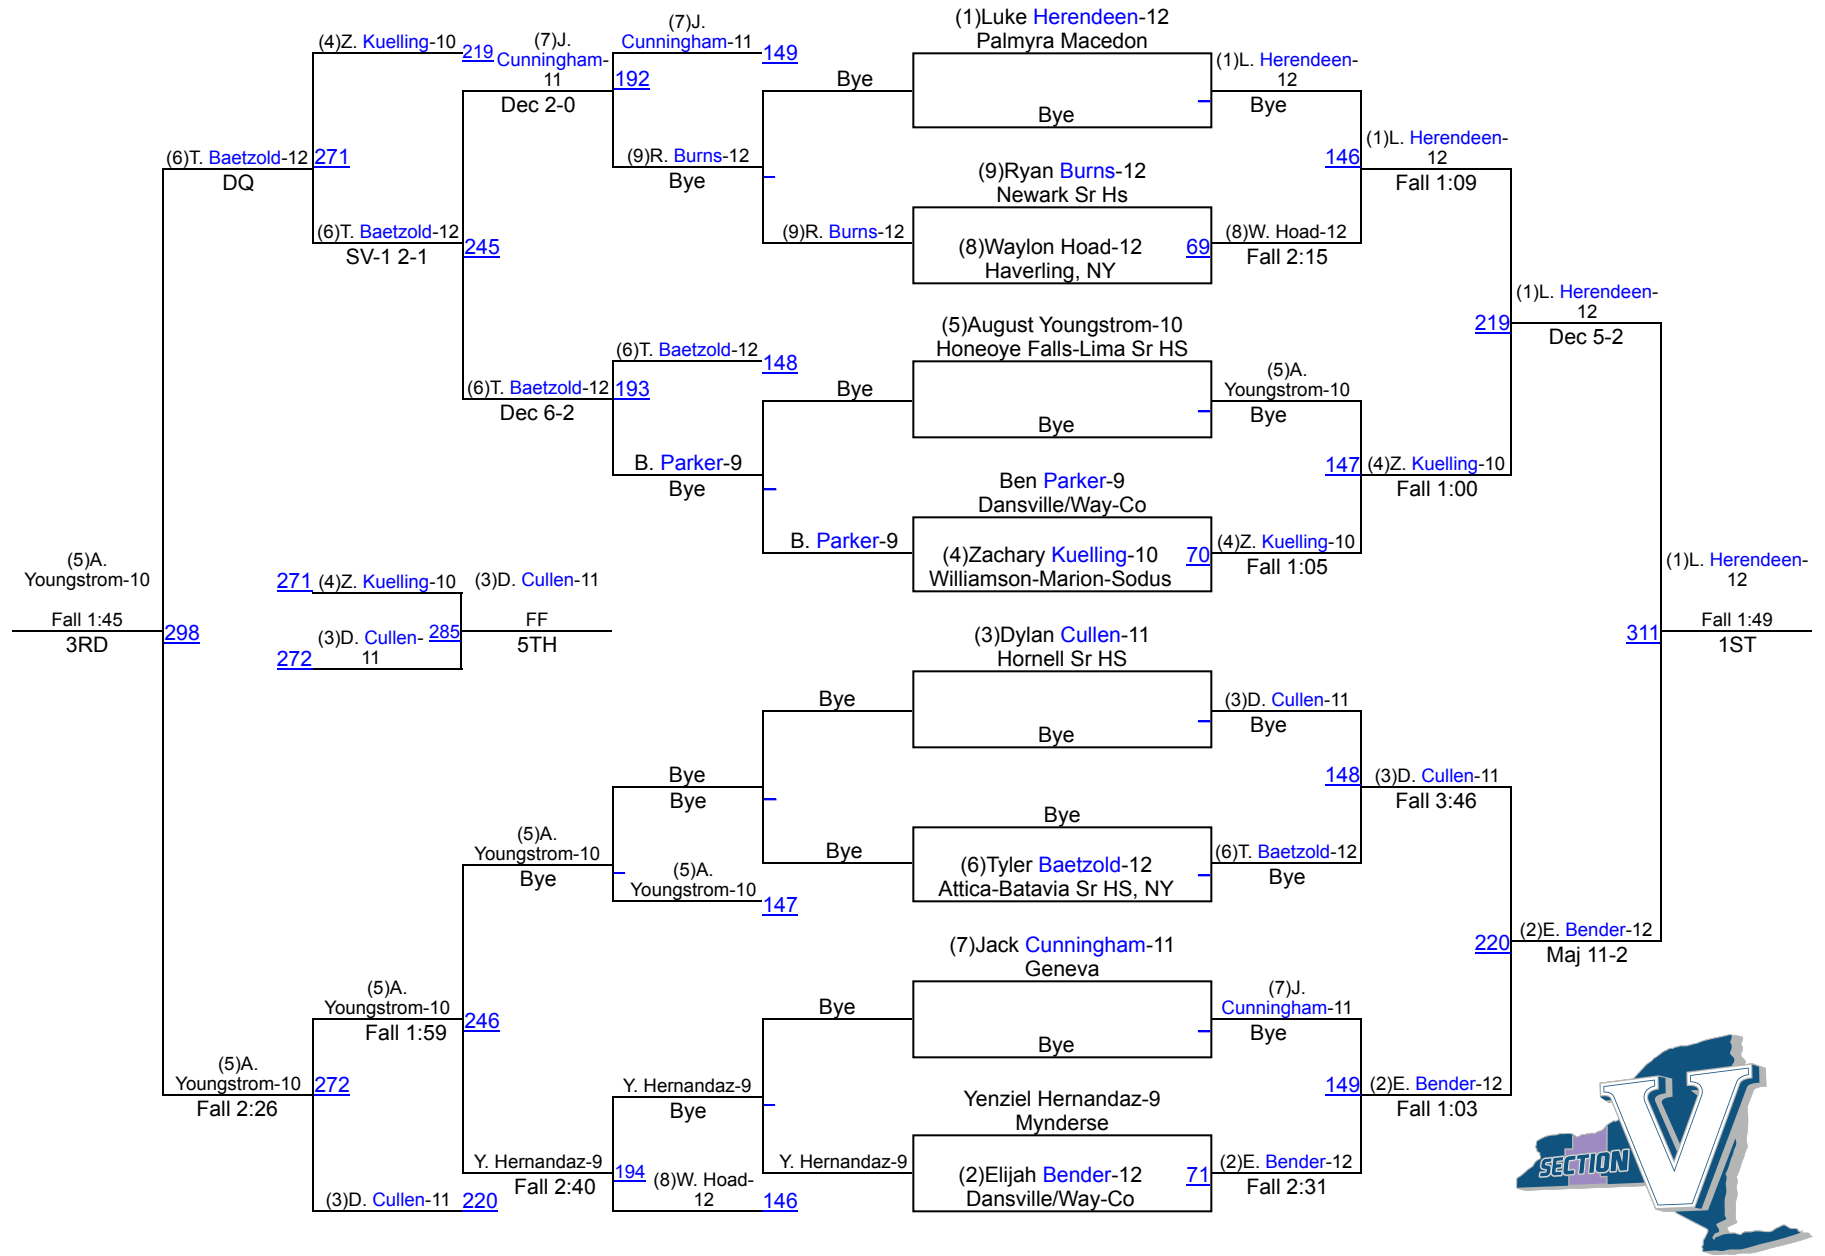 (7)J.
Cunningham-11
149
(4)Z. Kuelling-10
219
(7)J.
Cunningham-
11
192
Dec 2-0
(1)Luke Herendeen-12
Palmyra Macedon
Bye
Bye
(1)L. Herendeen-
12
Bye
(6)T. Baetzold-12
271
DQ
(9)R. Burns-12
Bye
(9)Ryan Burns-12
Newark Sr Hs
146
(1)L. Herendeen-
12
Fall 1:09
(6)T. Baetzold-12
SV-1 2-1
245
(9)R. Burns-12
(8)Waylon Hoad-12
Haverling, NY
69
(8)W. Hoad-12
Fall 2:15
(1)L. Herendeen-
12
219
Dec 5-2
(5)August Youngstrom-10
Honeoye Falls-Lima Sr HS
(6)T. Baetzold-12
148
(6)T. Baetzold-12
193
Dec 6-2
Bye
Bye
(5)A.
Youngstrom-10
Bye
B. Parker-9
Bye
Ben Parker-9
Dansville/Way-Co
147
(4)Z. Kuelling-10
Fall 1:00
B. Parker-9
(4)Zachary Kuelling-10
Williamson-Marion-Sodus
70
(4)Z. Kuelling-10
Fall 1:05
(5)A.
Youngstrom-10
Fall 1:45
3RD
298
271
(4)Z. Kuelling-10
272
(3)D. Cullen-
11
285
(3)D. Cullen-11
FF
5TH
(1)L. Herendeen-
12
311
Fall 1:49
1ST
(3)Dylan Cullen-11
Hornell Sr HS
Bye
Bye
(3)D. Cullen-11
Bye
Bye
Bye
Bye
148
(3)D. Cullen-11
Fall 3:46
(5)A.
Youngstrom-10
Bye
Bye
(6)Tyler Baetzold-12
Attica-Batavia Sr HS, NY
(6)T. Baetzold-12
Bye
(5)A.
Youngstrom-10
147
220
(2)E. Bender-12
Maj 11-2
(7)Jack Cunningham-11
Geneva
(5)A.
Youngstrom-10
Fall 1:59
246
Bye
Bye
(7)J.
Cunningham-11
Bye
(5)A.
Youngstrom-10
272
Fall 2:26
Y. Hernandaz-9
Bye
Yenziel Hernandaz-9
Mynderse
149
(2)E. Bender-12
Fall 1:03
Y. Hernandaz-9
Fall 2:40
194
(8)W. Hoad-
12
146
Y. Hernandaz-9
(2)Elijah Bender-12
Dansville/Way-Co
71
(2)E. Bender-12
Fall 2:31
(3)D. Cullen-11
220
SECTION V